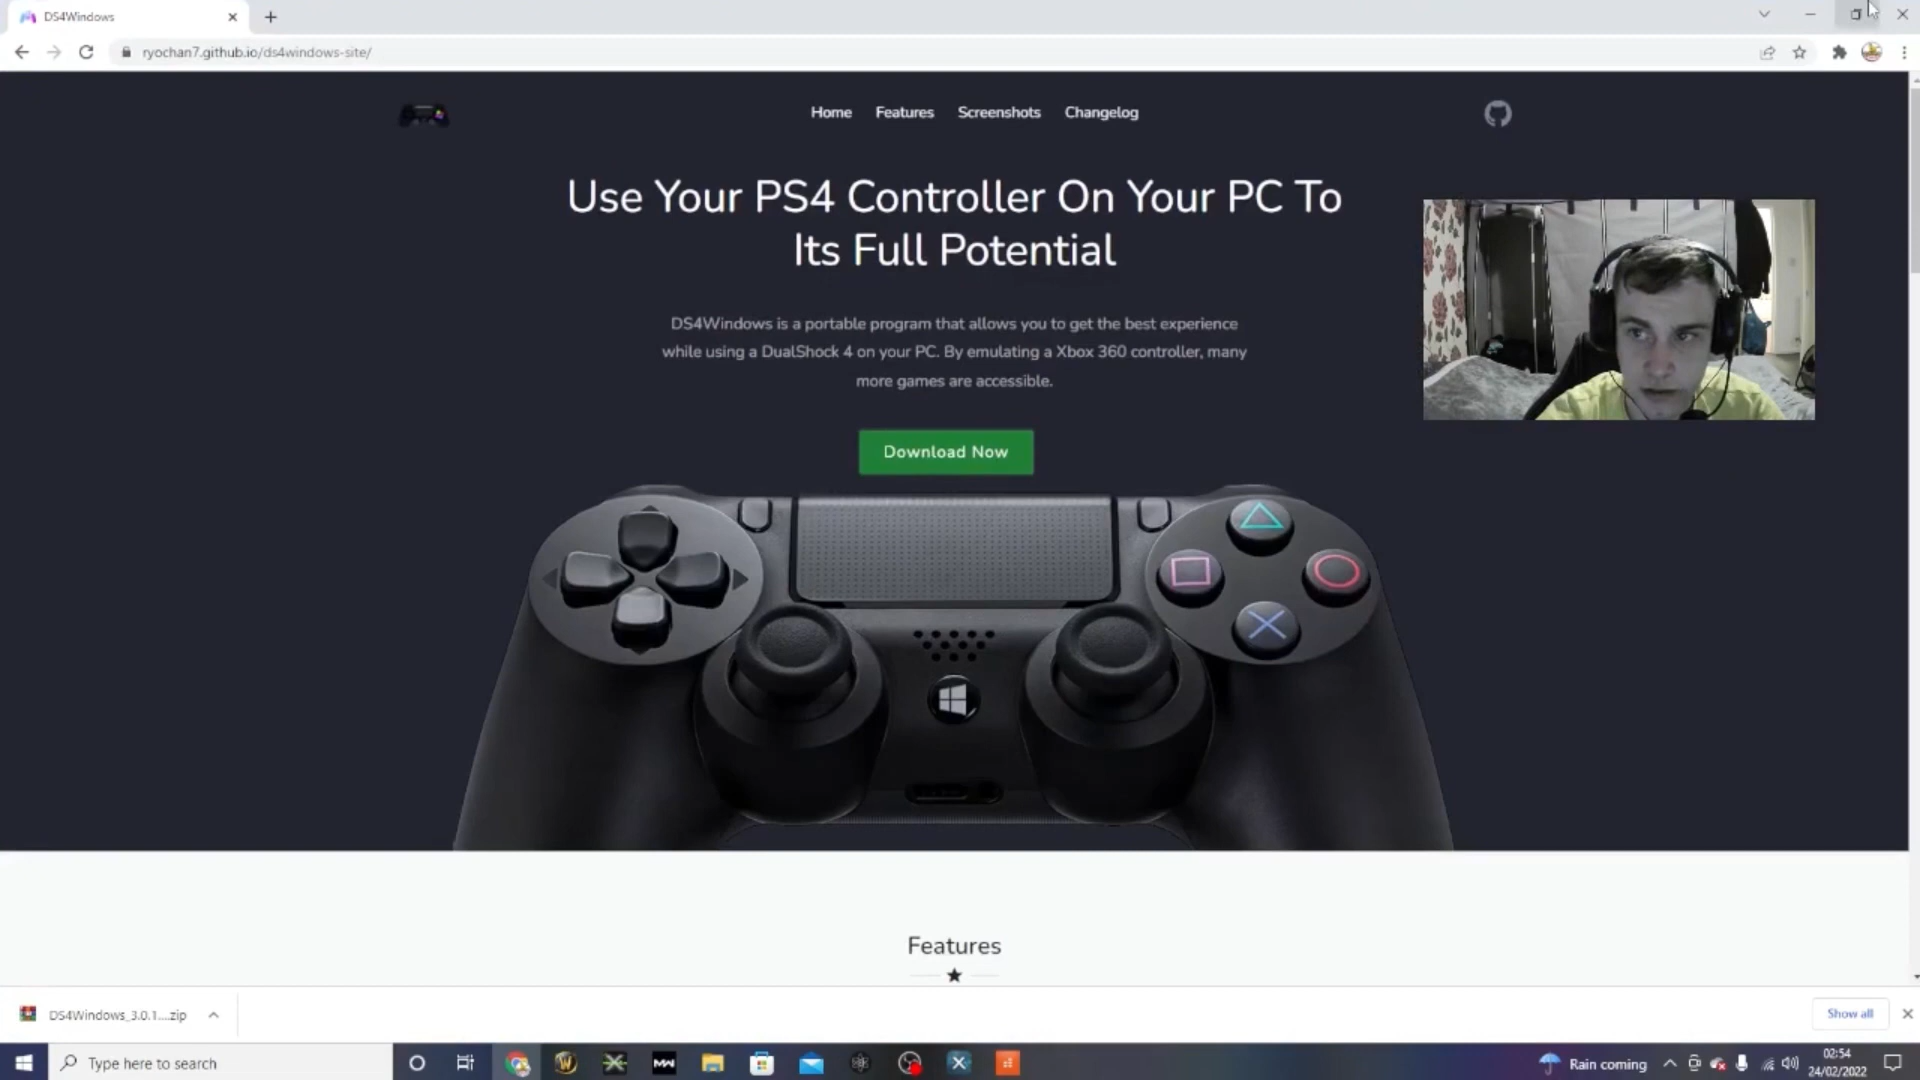 DS4Windows
ryochan7.github.io/ds4windows-site/
Home Features Screenshots Changelog
Use Your PS4 Controller On Your PC To
Its Full Potential
DS4Windows is a portable program that allows you to get the best experience
while using a DualShock 4 on your PC. By emulating a Xbox 360 controller, many
more games are accessible.
Download Now
Features
DS4Windows_3.0.1....zip
Show all
Type here to search
Rain coming
02:54
24/02/2022